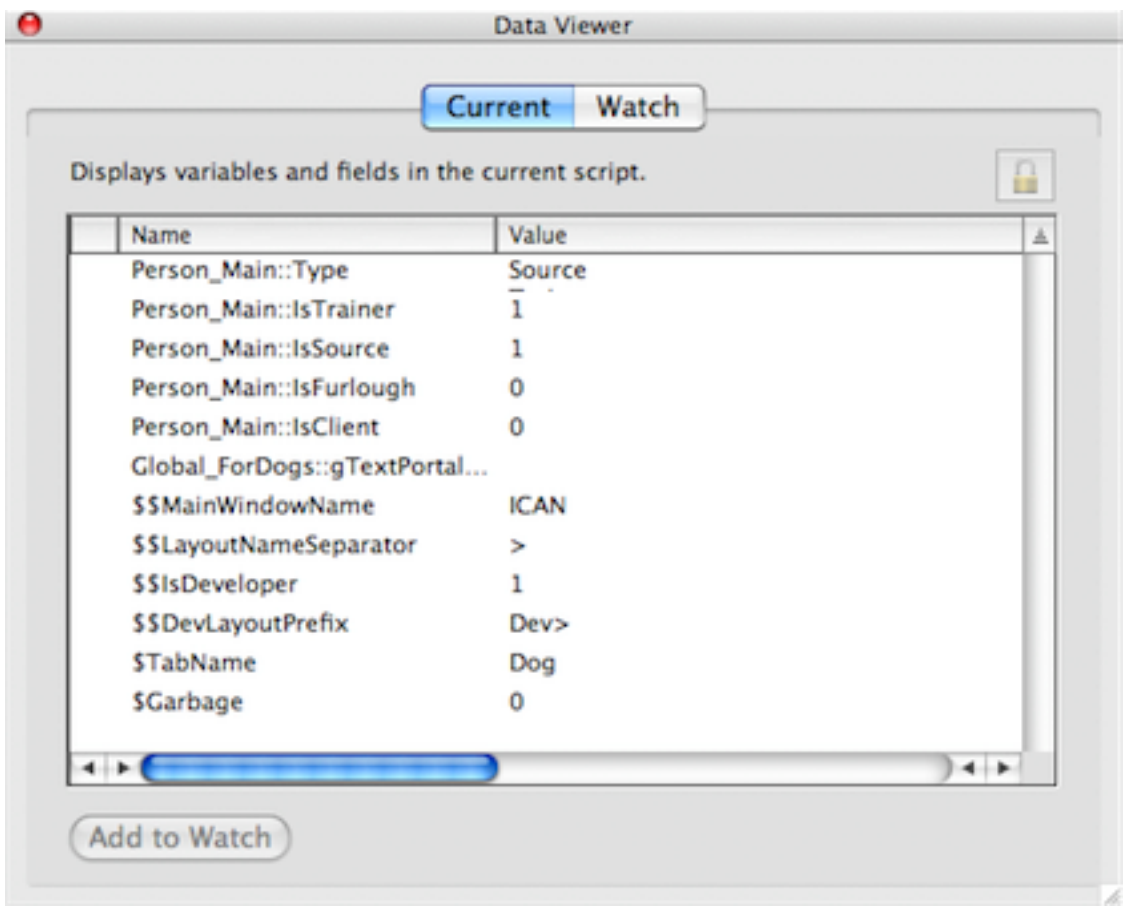 Data Viewer
Current Watch
Displays variables and fields in the current script.
Name Value
Person_Main::Type Source
Person_Main::IsTrainer 1
Person_Main::IsSource 1
Person_Main::IsFurlough 0
Person_Main::IsClient 0
Global_ForDogs::gTextPortal...
$$MainWindowName ICAN
$$LayoutNameSeparator >
$$IsDeveloper 1
$$DevLayoutPrefix Dev>
$TabName Dog
$Garbage 0
Add to Watch